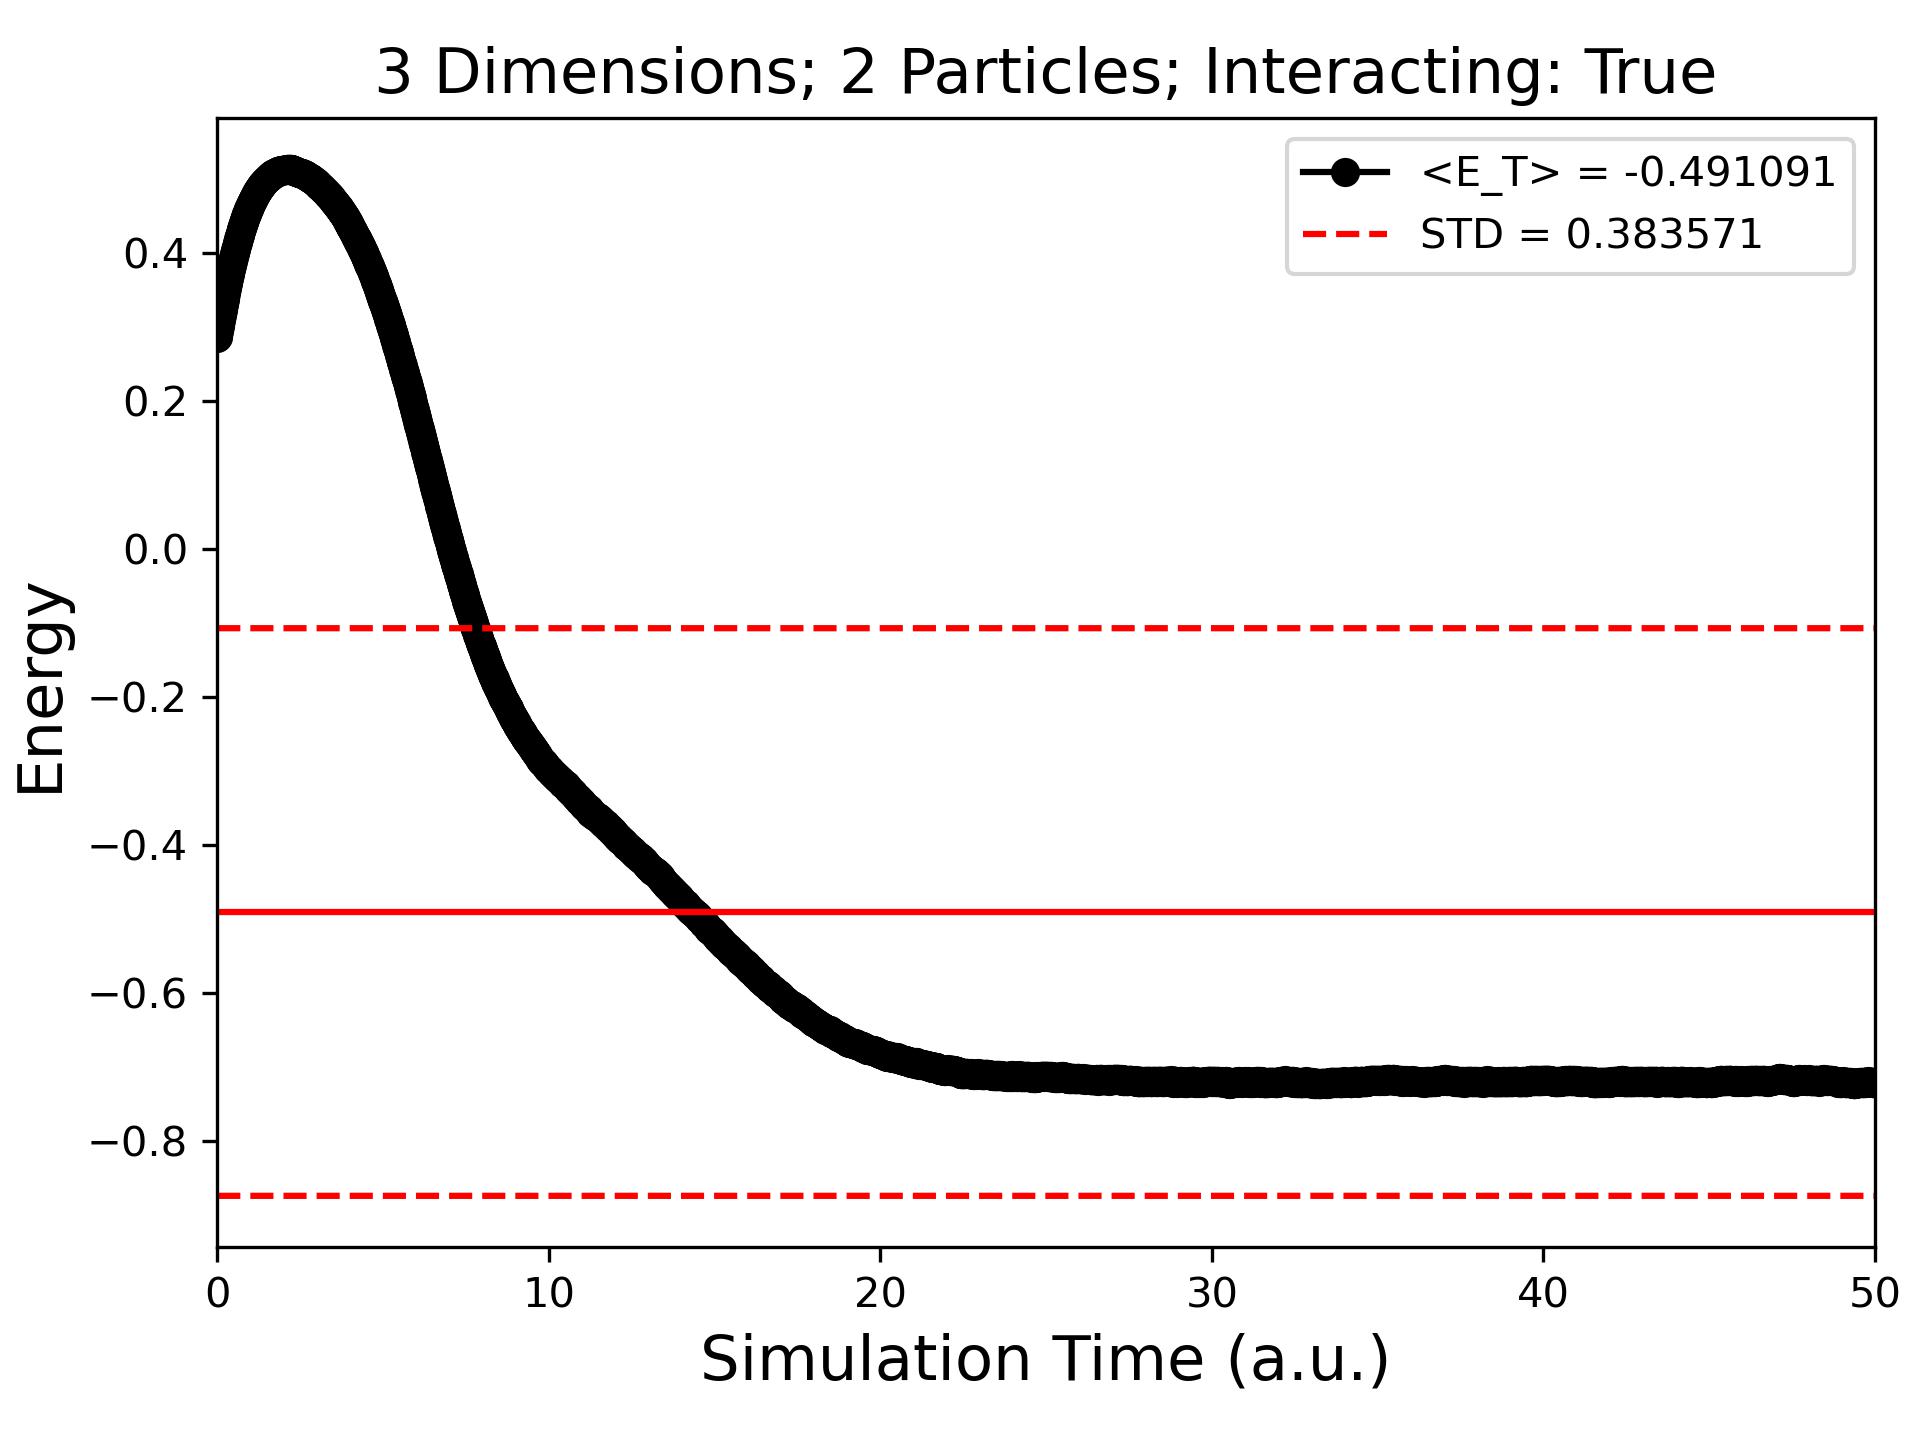 3 Dimensions; 2 Particles; Interacting: True
<E_T> = -0.491091
STD = 0.383571
Energy
0.4
0.2
0.0
−0.2
−0.4
−0.6
−0.8
0 10 20 30 40 50
Simulation Time (a.u.)